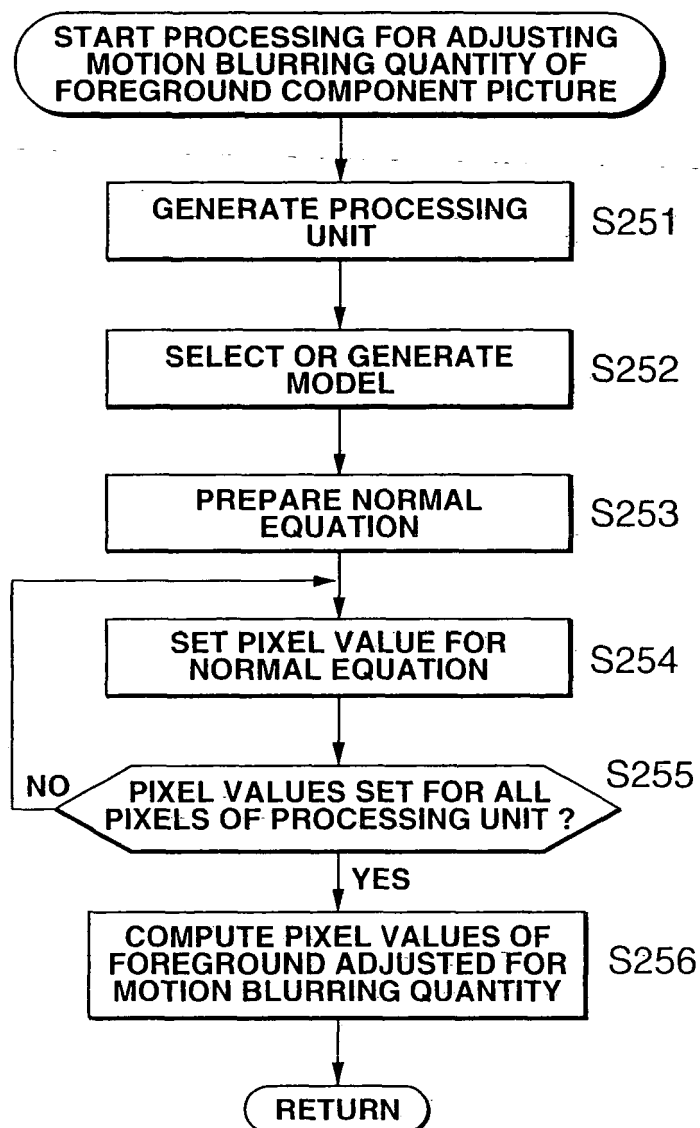 START PROCESSING FOR ADJUSTING
MOTION BLURRING QUANTITY OF
FOREGROUND COMPONENT PICTURE
GENERATE PROCESSING
UNIT
S251
SELECT OR GENERATE
MODEL
S252
PREPARE NORMAL
EQUATION
S253
SET PIXEL VALUE FOR
NORMAL EQUATION
S254
S255
NO
PIXEL VALUES SET FOR ALL
PIXELS OF PROCESSING UNIT ?
YES
COMPUTE PIXEL VALUES OF
FOREGROUND ADJUSTED FOR
MOTION BLURRING QUANTITY
S256
RETURN